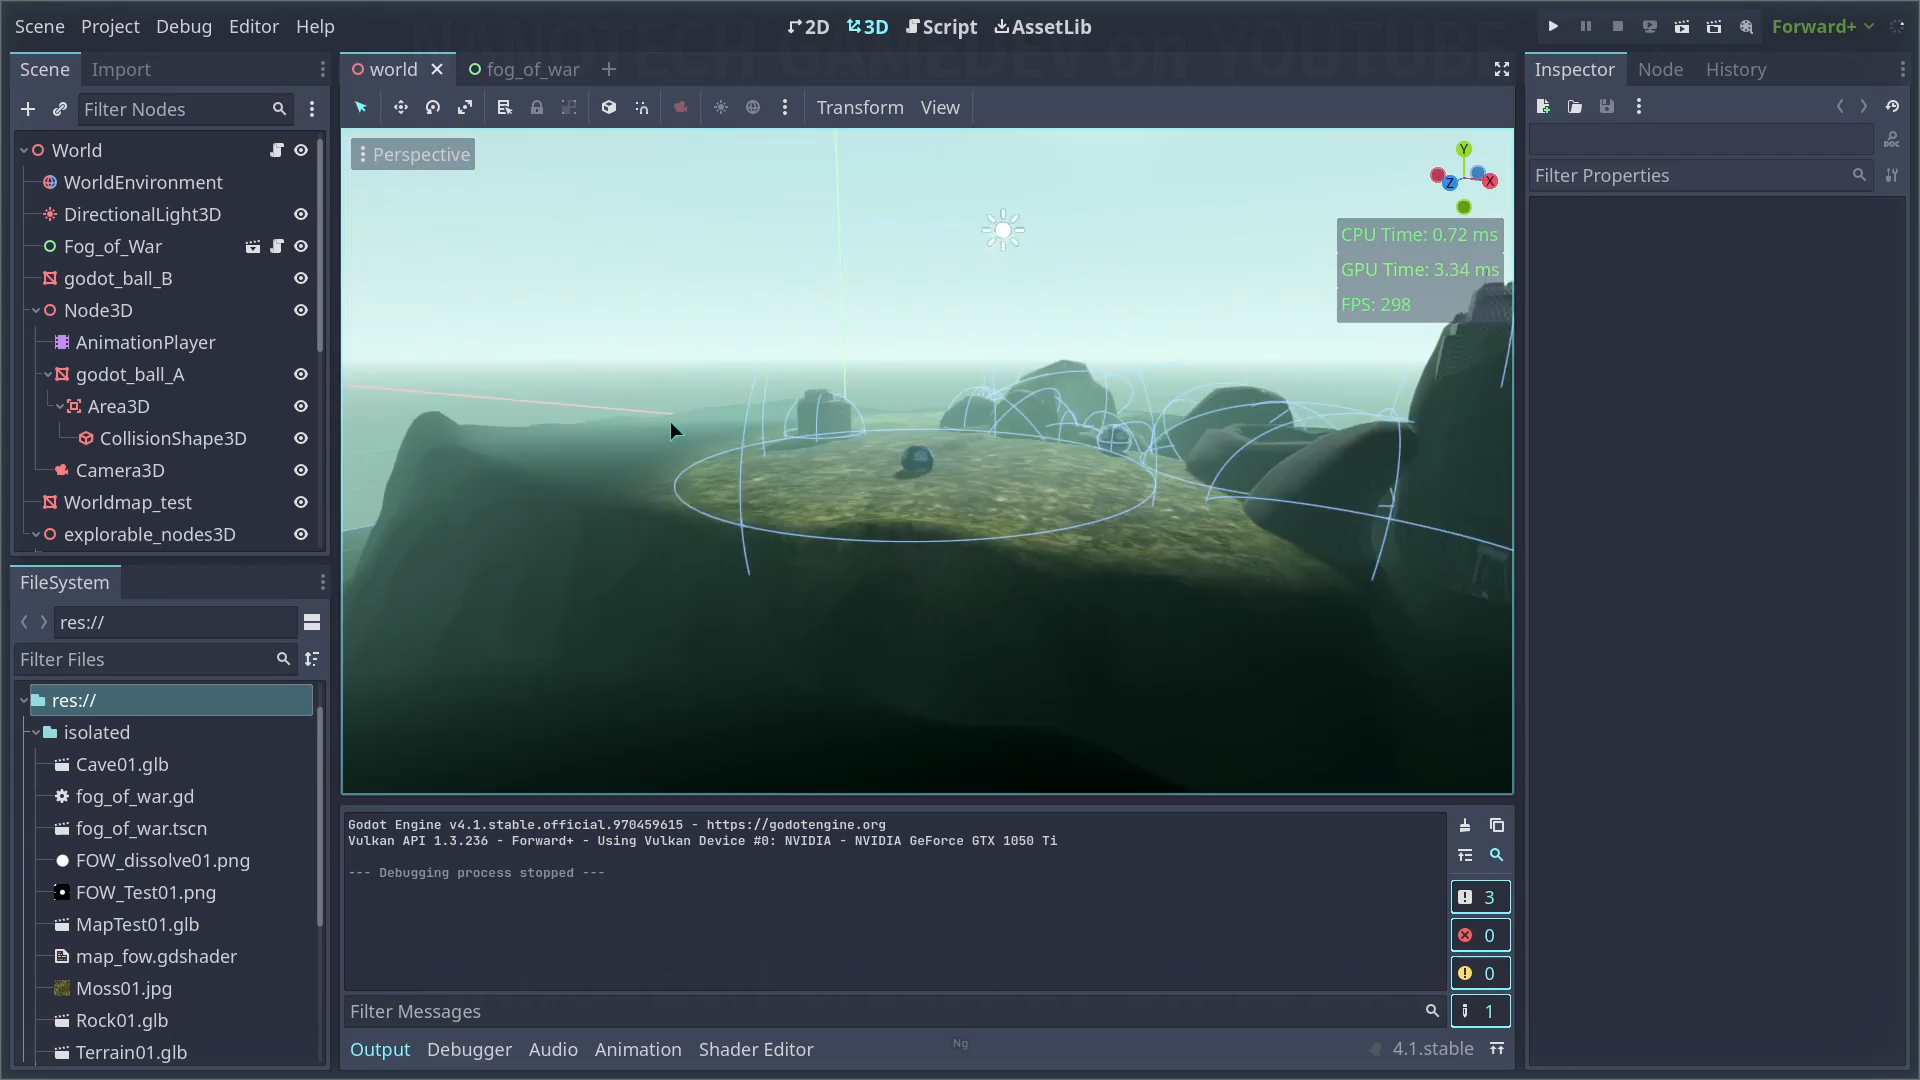 Scene Project Debug Editor Help
2D 3D Script AssetLib
Forward+
Scene Import
Filter Nodes
World
WorldEnvironment
DirectionalLight3D
Fog_of_War
godot_ball_B
Node3D
AnimationPlayer
godot_ball_A
Area3D
CollisionShape3D
Camera3D
Worldmap_test
explorable_nodes3D
FileSystem
res://
Filter Files
res://
isolated
Cave01.glb
fog_of_war.gd
fog_of_war.tscn
FOW_dissolve01.png
FOW_Test01.png
MapTest01.glb
map_fow.gdshader
Moss01.jpg
Rock01.glb
Terrain01.glb
world fog_of_war
Transform View
Perspective
Y
Z X
CPU Time: 0.72 ms
GPU Time: 3.34 ms
FPS: 298
Godot Engine v4.1.stable.official.970459615 - https://godotengine.org
Vulkan API 1.3.236 - Forward+ - Using Vulkan Device #0: NVIDIA - NVIDIA GeForce GTX 1050 Ti
--- Debugging process stopped ---
3
0
0
1
Filter Messages
Output Debugger Audio Animation Shader Editor
Ng
4.1.stable
Inspector Node History
Filter Properties